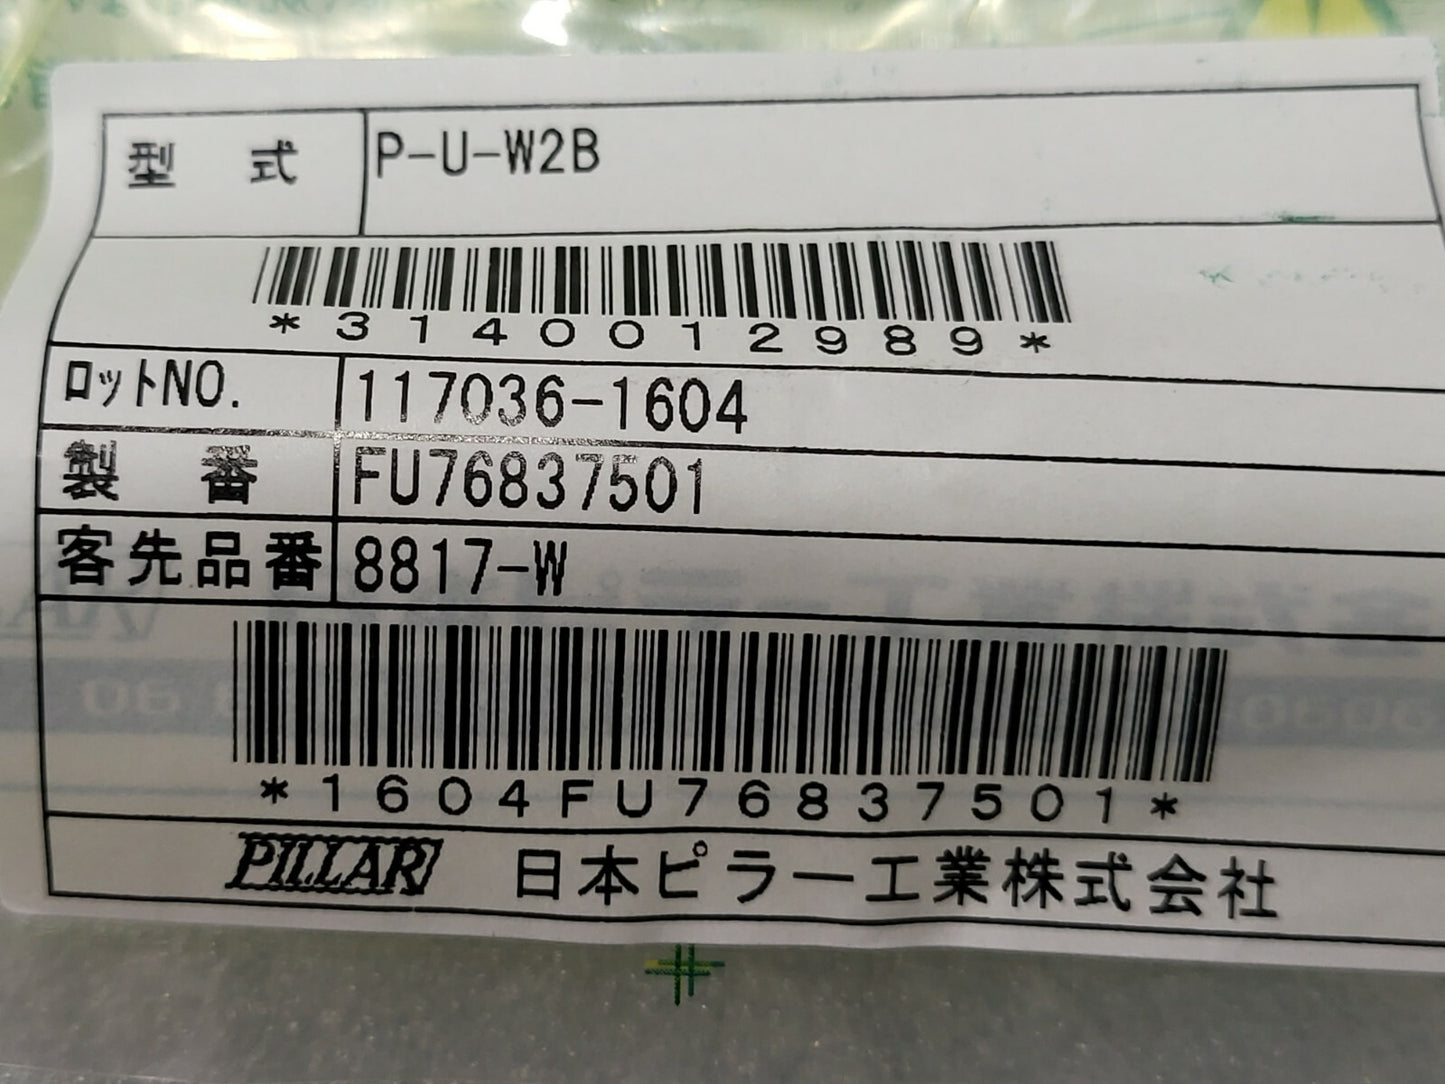 型 式 P-U-W2B
*3140012989*
ロットNO. 117036-1604
製 番 FU76837501
客先品番 8817-W
*1604FU76837501*
PILLAR 日本ピラー工業株式会社